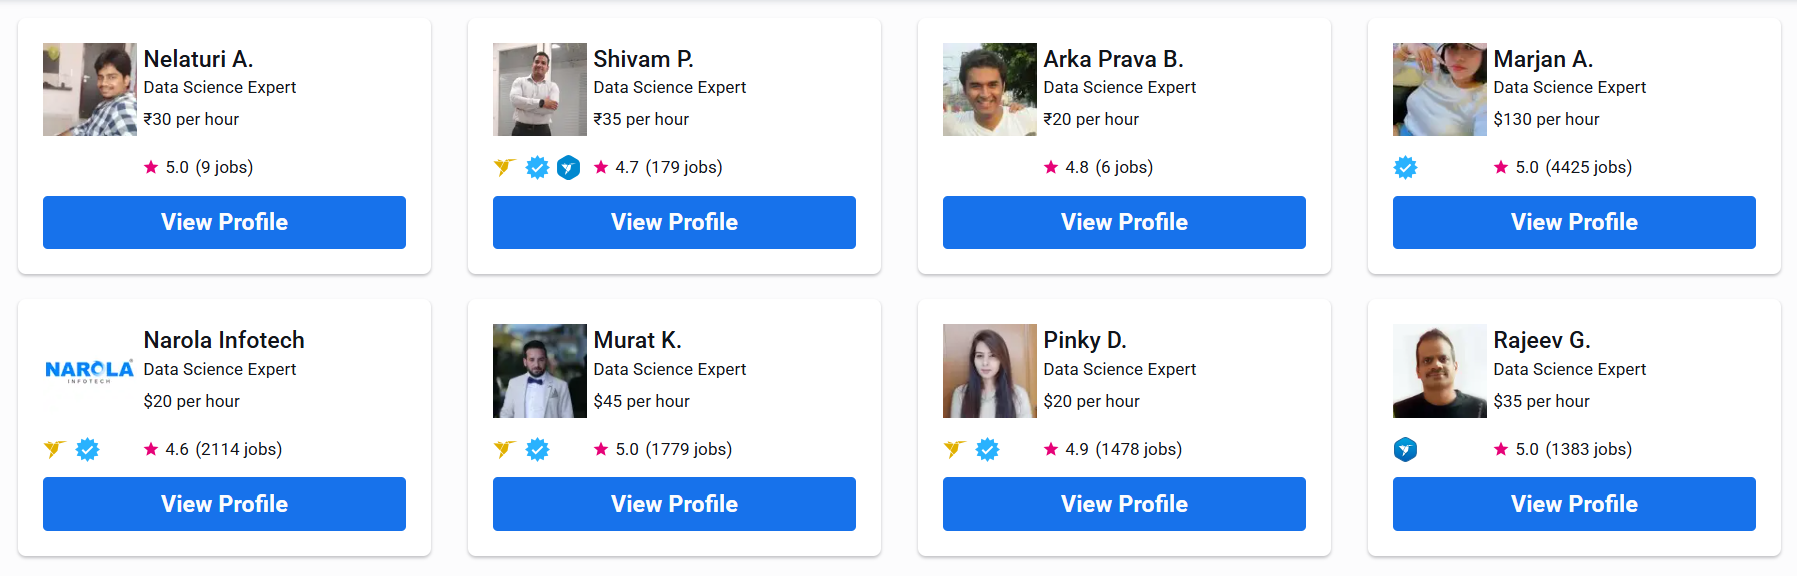 Nelaturi A.
Data Science Expert
₹30 per hour
5.0 (9 jobs)
View Profile
Shivam P.
Data Science Expert
₹35 per hour
4.7 (179 jobs)
View Profile
Arka Prava B.
Data Science Expert
₹20 per hour
4.8 (6 jobs)
View Profile
Marjan A.
Data Science Expert
$130 per hour
5.0 (4425 jobs)
View Profile
NAROLA
INFOTECH
Narola Infotech
Data Science Expert
$20 per hour
4.6 (2114 jobs)
View Profile
Murat K.
Data Science Expert
$45 per hour
5.0 (1779 jobs)
View Profile
Pinky D.
Data Science Expert
$20 per hour
4.9 (1478 jobs)
View Profile
Rajeev G.
Data Science Expert
$35 per hour
5.0 (1383 jobs)
View Profile